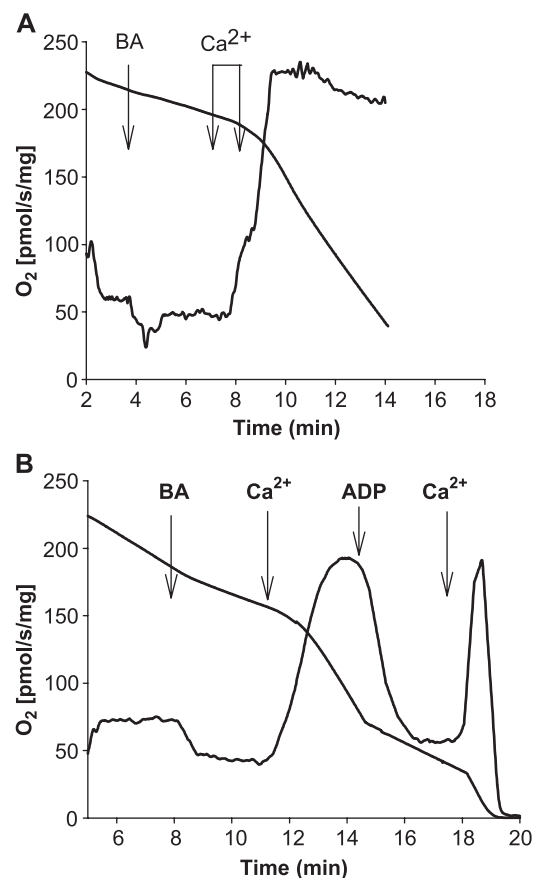 A
BA
Ca2+
250
200
150
100
50
0
O2 [pmol/s/mg]
2 4 6 8 10 12 14 16 18
Time (min)
B
BA
Ca2+
ADP
Ca2+
250
200
150
100
50
0
O2 [pmol/s/mg]
6 8 10 12 14 16 18 20
Time (min)